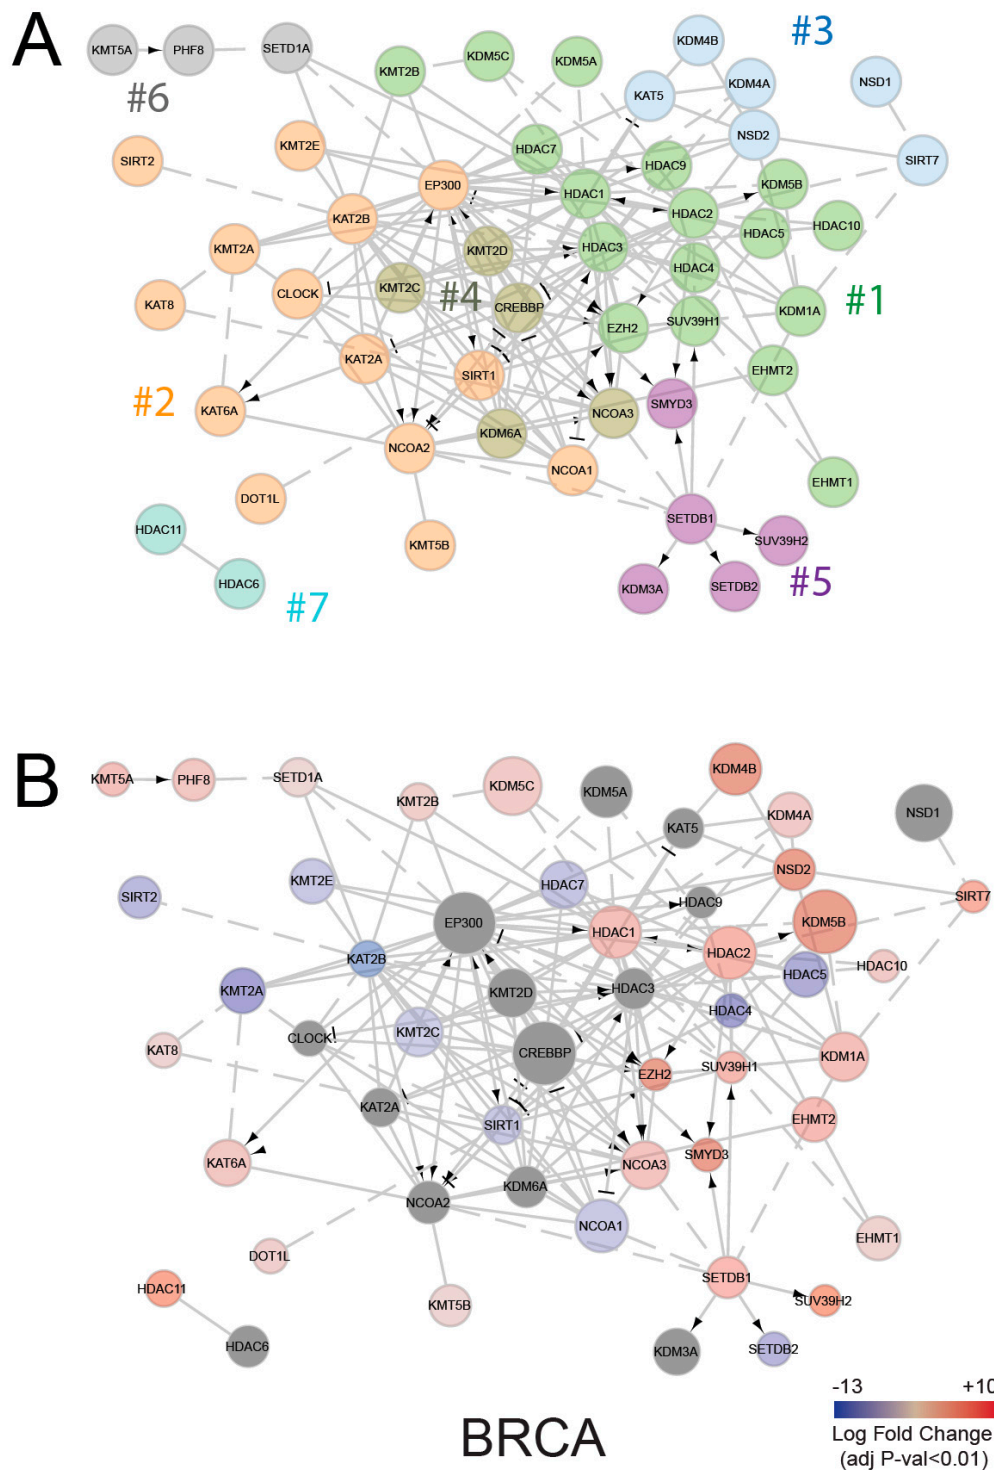 A
KMT5A
PHF8
SETD1A
#6
KMT2B
KDM5C
KDM5A
KDM4B
#3
KAT5
KDM4A
NSD1
NSD2
SIRT7
SIRT2
KMT2E
HDAC7
HDAC9
EP300
HDAC1
KDM5B
KAT2B
HDAC2
HDAC10
HDAC5
KMT2A
KMT2D
HDAC3
HDAC4
KAT8
CLOCK
KMT2C
#4
CREBBP
EZH2
SUV39H1
KDM1A
#1
KAT2A
SIRT1
EHMT2
#2
KAT6A
NCOA3
SMYD3
NCOA2
KDM6A
NCOA1
EHMT1
DOT1L
HDAC11
KMT5B
SETDB1
SUV39H2
HDAC6
#7
KDM3A
SETDB2
#5
B
KMT5A
PHF8
SETD1A
KMT2B
KDM5C
KDM5A
KDM4B
KDM4A
KAT5
NSD1
NSD2
SIRT7
SIRT2
KMT2E
HDAC7
HDAC9
KDM5B
EP300
HDAC1
HDAC2
KAT2B
HDAC10
HDAC5
KMT2A
KMT2D
HDAC3
HDAC4
KAT8
CLOCK
KMT2C
CREBBP
EZH2
SUV39H1
KDM1A
KAT2A
SIRT1
EHMT2
KAT6A
NCOA3
SMYD3
NCOA2
KDM6A
NCOA1
EHMT1
DOT1L
HDAC11
KMT5B
SETDB1
SUV39H2
HDAC6
KDM3A
SETDB2
-13 +10
BRCA
Log Fold Change
(adj P-val<0.01)